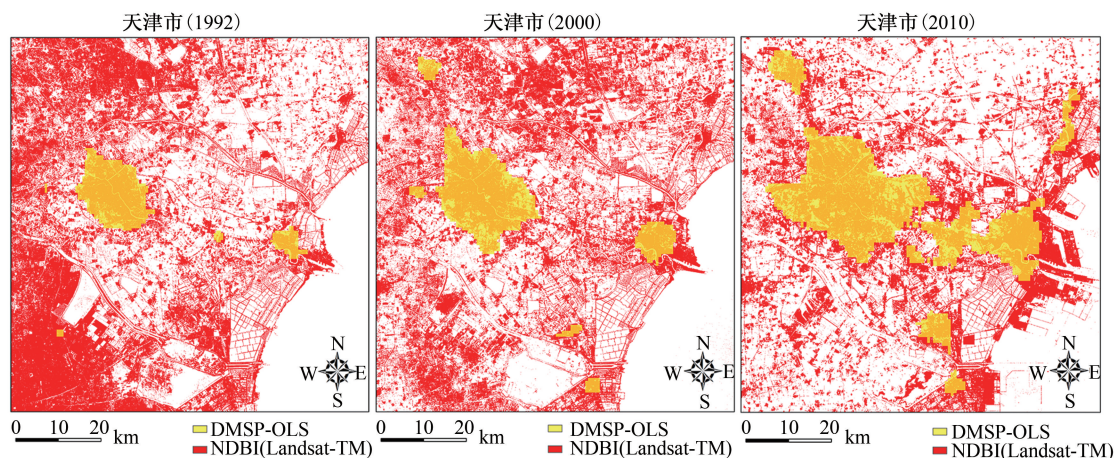 天津市(1992)
天津市(2000)
天津市(2010)
N
W E
S
N
W E
S
N
W E
S
0 10 20 km
DMSP-OLS
NDBI(Landsat-TM)
0 10 20 km
DMSP-OLS
NDBI(Landsat-TM)
0 10 20 km
DMSP-OLS
NDBI(Landsat-TM)